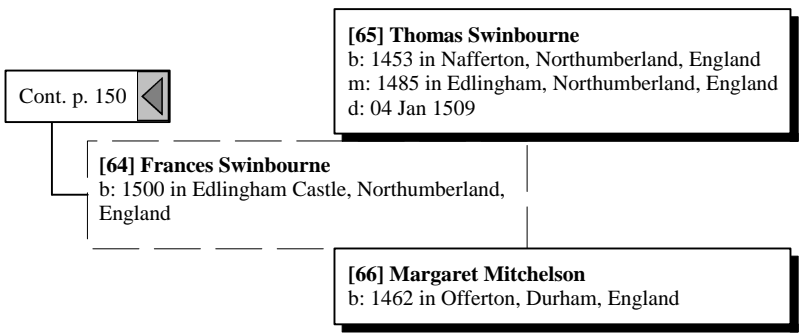 [65] Thomas Swinbourne
b: 1453 in Nafferton, Northumberland, England
m: 1485 in Edlingham, Northumberland, England
d: 04 Jan 1509
Cont. p. 150
[64] Frances Swinbourne
b: 1500 in Edlingham Castle, Northumberland,
England
[66] Margaret Mitchelson
b: 1462 in Offerton, Durham, England